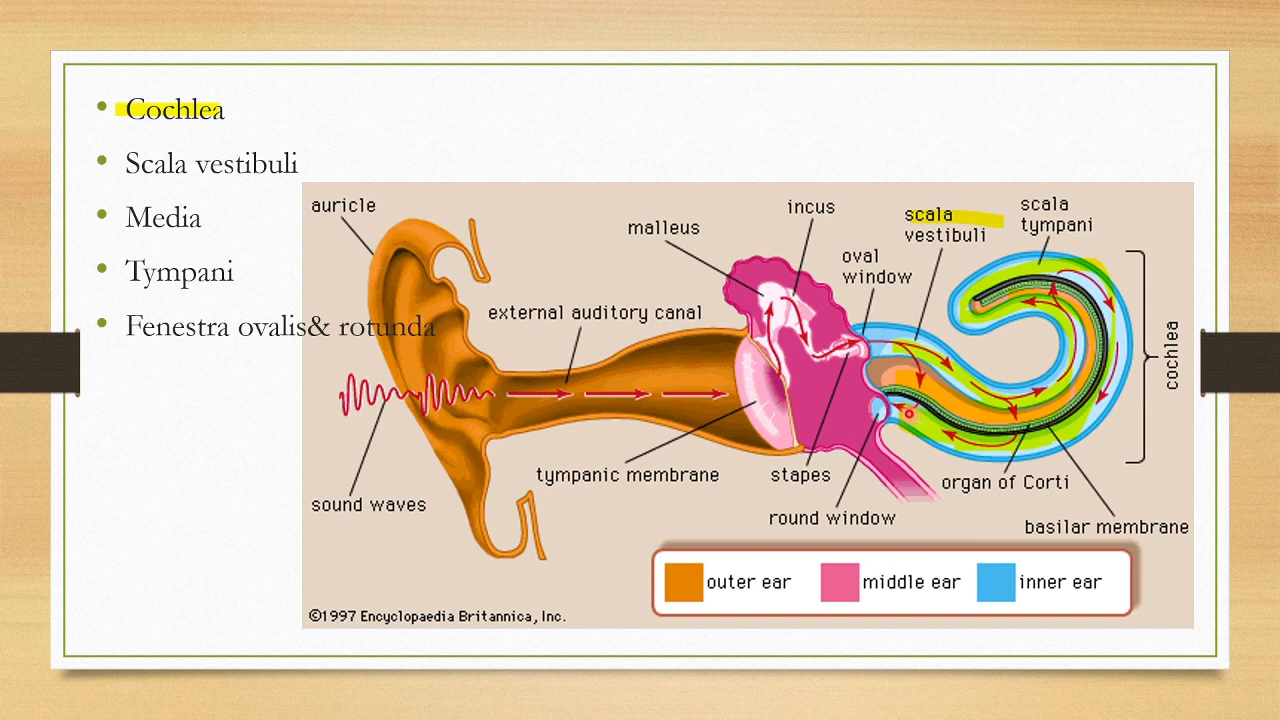 Cochlea
Scala vestibuli
Media
Tympani
Fenestra ovalis& rotunda
auricle
malleus
incus
scala
vestibuli
scala
tympani
oval
window
external auditory canal
cochlea
tympanic membrane
stapes
organ of Corti
sound waves
round window
basilar membrane
outer ear
middle ear
inner ear
©1997 Encyclopaedia Britannica, Inc.